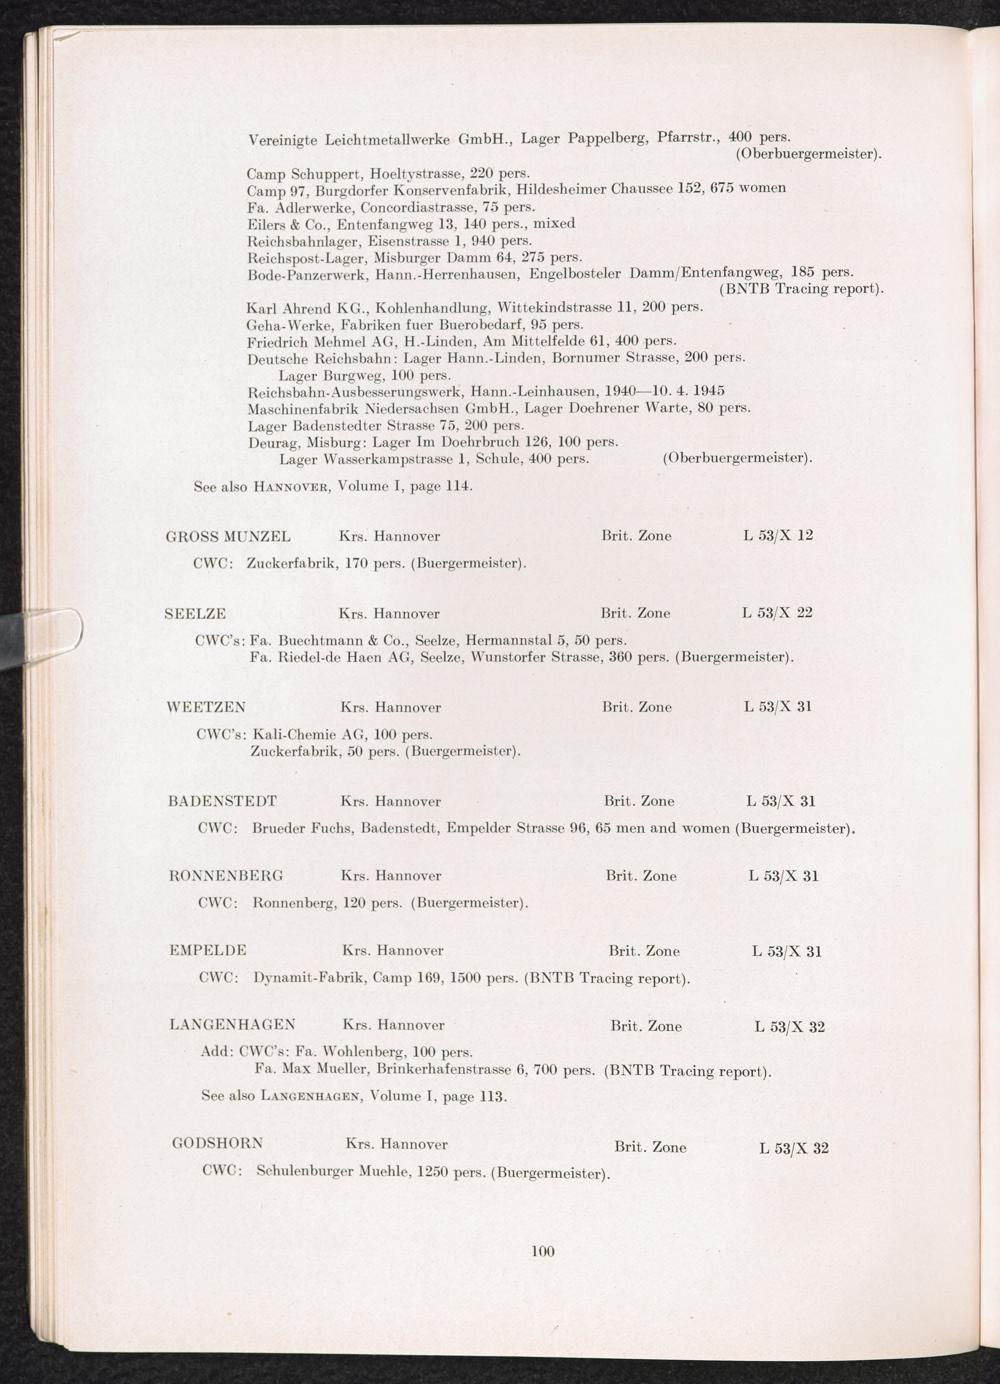 Vereinigte Leichtmetallwerke GmbH., Lager Pappelberg, Pfarrstr., 400 pers.
(Oberbuergermeister).
Camp Schuppert, Hoeltystrasse, 220 pers.
Camp 97, Burgdorfer Konservenfabrik, Hildesheimer Chaussee 152, 675 women
Fa. Adlerwerke, Concordiastrasse, 75 pers.
Eilers & Co., Entenfangweg 13, 140 pers., mixed
Reichsbahnlager, Eisenstrasse 1, 940 pers.
Reichspost-Lager, Misburger Damm 64, 275 pers.
Bode-Panzerwerk, Hann.-Herrenhausen, Engelbosteler Damm/Entenfangweg, 185 pers.
(BNTB Tracing report).
Karl Ahrend KG., Kohlenhandlung, Wittekindstrasse 11, 200 pers.
Geha-Werke, Fabriken fuer Buerobedarf, 95 pers.
Friedrich Mehmel AG, H.-Linden, Am Mittelfelde 61, 400 pers.
Deutsche Reichsbahn: Lager Hann.-Linden, Bornumer Strasse, 200 pers.
Lager Burgweg, 100 pers.
Reichsbahn-Ausbesserungswerk, Hann.-Leinhausen, 1940—10. 4. 1945
Maschinenfabrik Niedersachsen GmbH., Lager Doehrener Warte, 80 pers.
Lager Badenstedter Strasse 75, 200 pers.
Deurag, Misburg: Lager Im Doehrbruch 126, 100 pers.
Lager Wasserkampstrasse 1, Schule, 400 pers. (Oberbuergermeister).
See also HANNOVER, Volume I, page 114.
GROSS MUNZEL Krs. Hannover Brit. Zone L 53/X 12
CWC: Zuckerfabrik, 170 pers. (Buergermeister).
SEELZE Krs. Hannover Brit. Zone L 53/X 22
CWC's: Fa. Buechtmann & Co., Seelze, Hermannstal 5, 50 pers.
Fa. Riedel-de Haen AG, Seelze, Wunstorfer Strasse, 360 pers. (Buergermeister).
WEETZEN Krs. Hannover Brit. Zone L 53/X 31
CWC's: Kali-Chemie AG, 100 pers.
Zuckerfabrik, 50 pers. (Buergermeister).
BADENSTEDT Krs. Hannover Brit. Zone L 53/X 31
CWC: Brueder Fuchs, Badenstedt, Empelder Strasse 96, 65 men and women (Buergermeister).
RONNENBERG Krs. Hannover Brit. Zone L 53/X 31
CWC: Ronnenberg, 120 pers. (Buergermeister).
EMPELDE Krs. Hannover Brit. Zone L 53/X 31
CWC: Dynamit-Fabrik, Camp 169, 1500 pers. (BNTB Tracing report).
LANGENHAGEN Krs. Hannover Brit. Zone L 53/X 32
Add: CWC's: Fa. Wohlenberg, 100 pers.
Fa. Max Mueller, Brinkerhafenstrasse 6, 700 pers. (BNTB Tracing report).
See also LANGENHAGEN, Volume I, page 113.
GODSHORN Krs. Hannover Brit. Zone L 53/X 32
CWC: Schulenburger Muehle, 1250 pers. (Buergermeister).
100